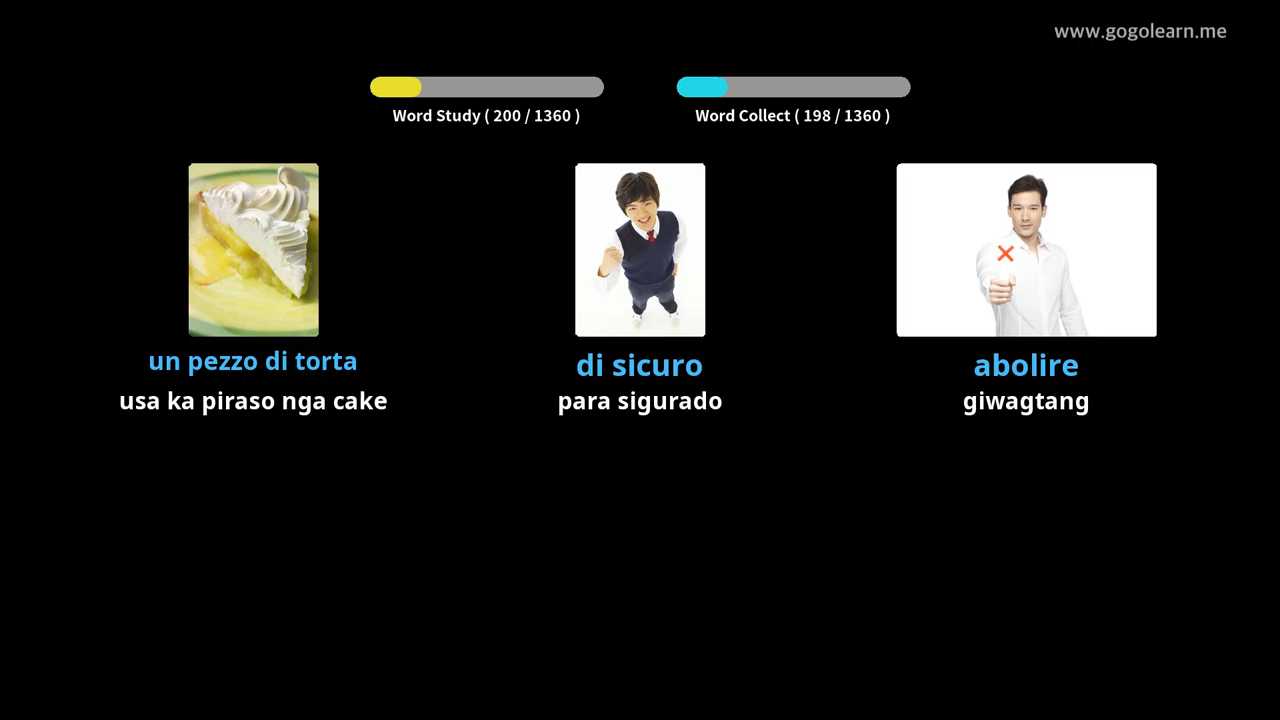 www.gogolearn.me
Word Study ( 200 / 1360 )
Word Collect ( 198 / 1360 )
un pezzo di torta
usa ka piraso nga cake
di sicuro
para sigurado
abolire
giwagtang